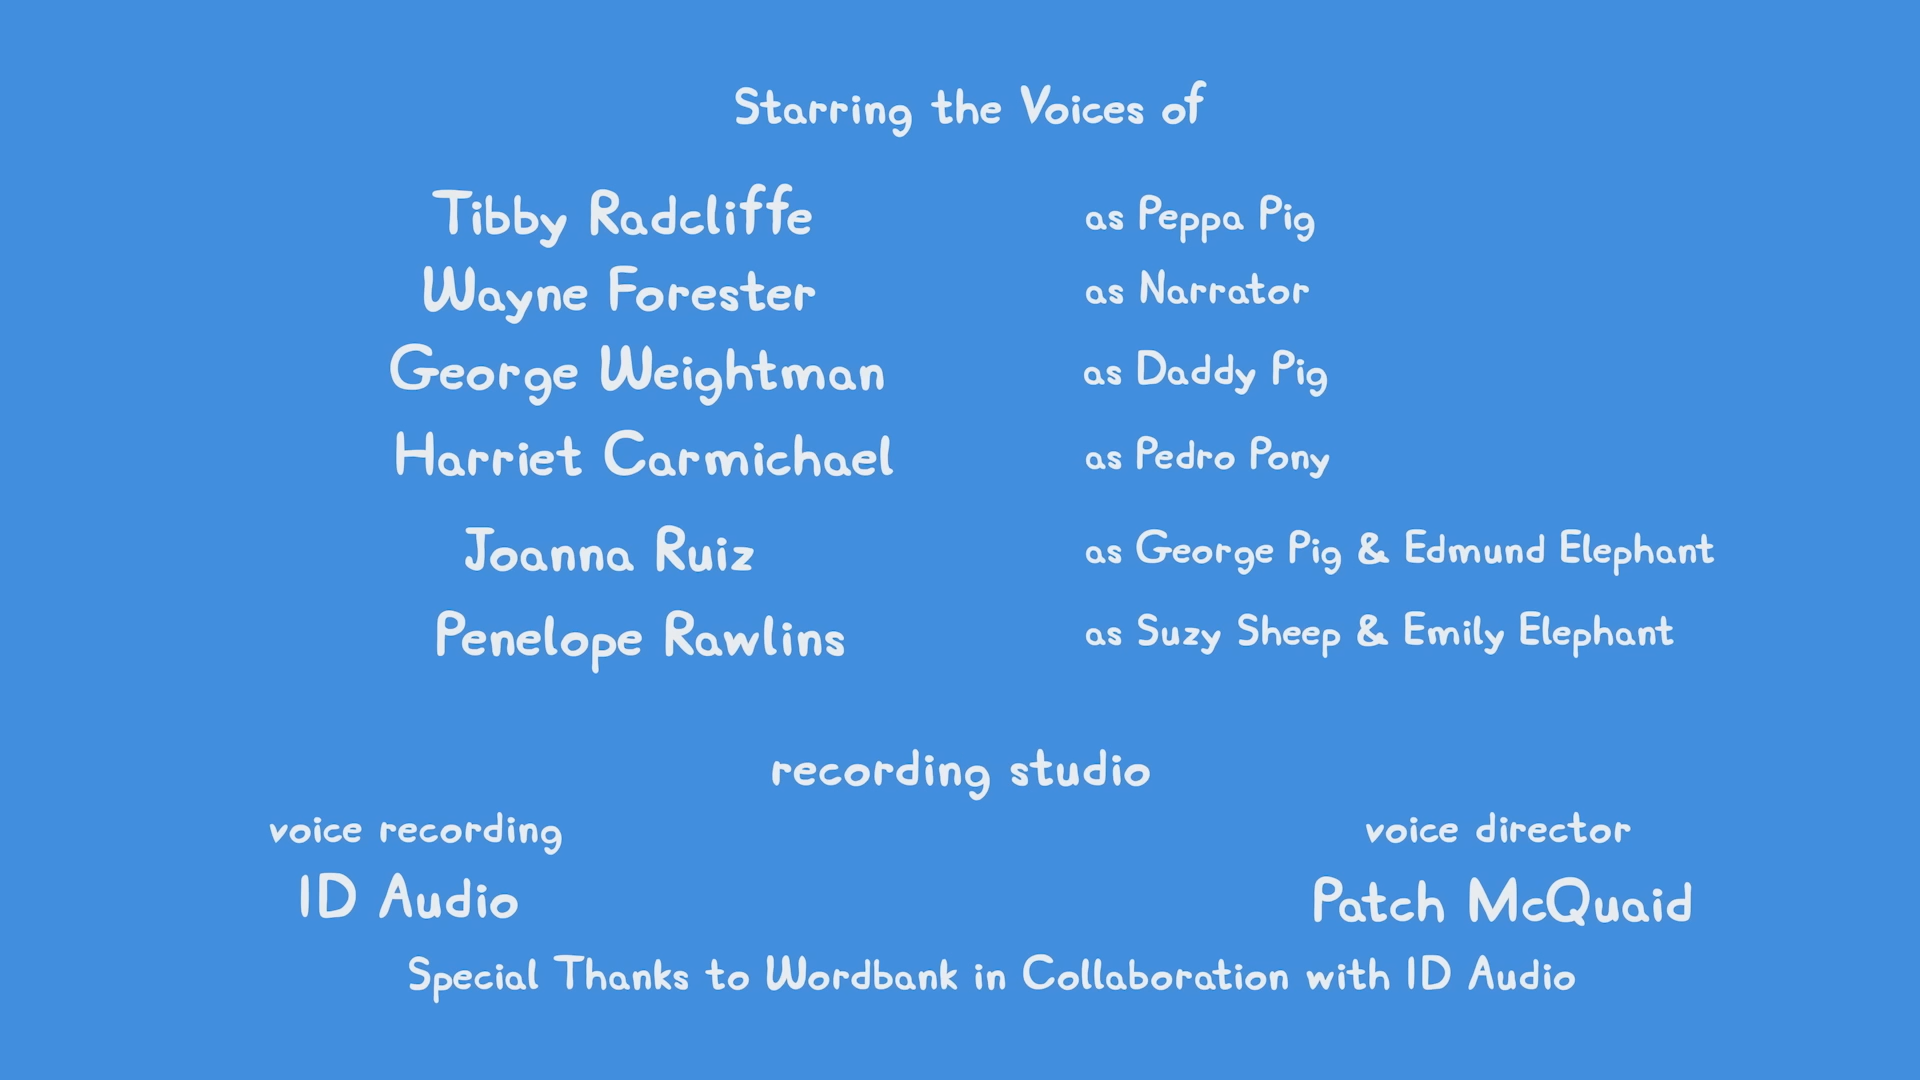 Starring the Voices of
Tibby Radcliffe as Peppa Pig
Wayne Forester as Narrator
George Weightman as Daddy Pig
Harriet Carmichael as Pedro Pony
Joanna Ruiz as George Pig & Edmund Elephant
Penelope Rawlins as Suzy Sheep & Emily Elephant
recording studio
voice recording voice director
ID Audio Patch McQuaid
Special Thanks to Wordbank in Collaboration with ID Audio